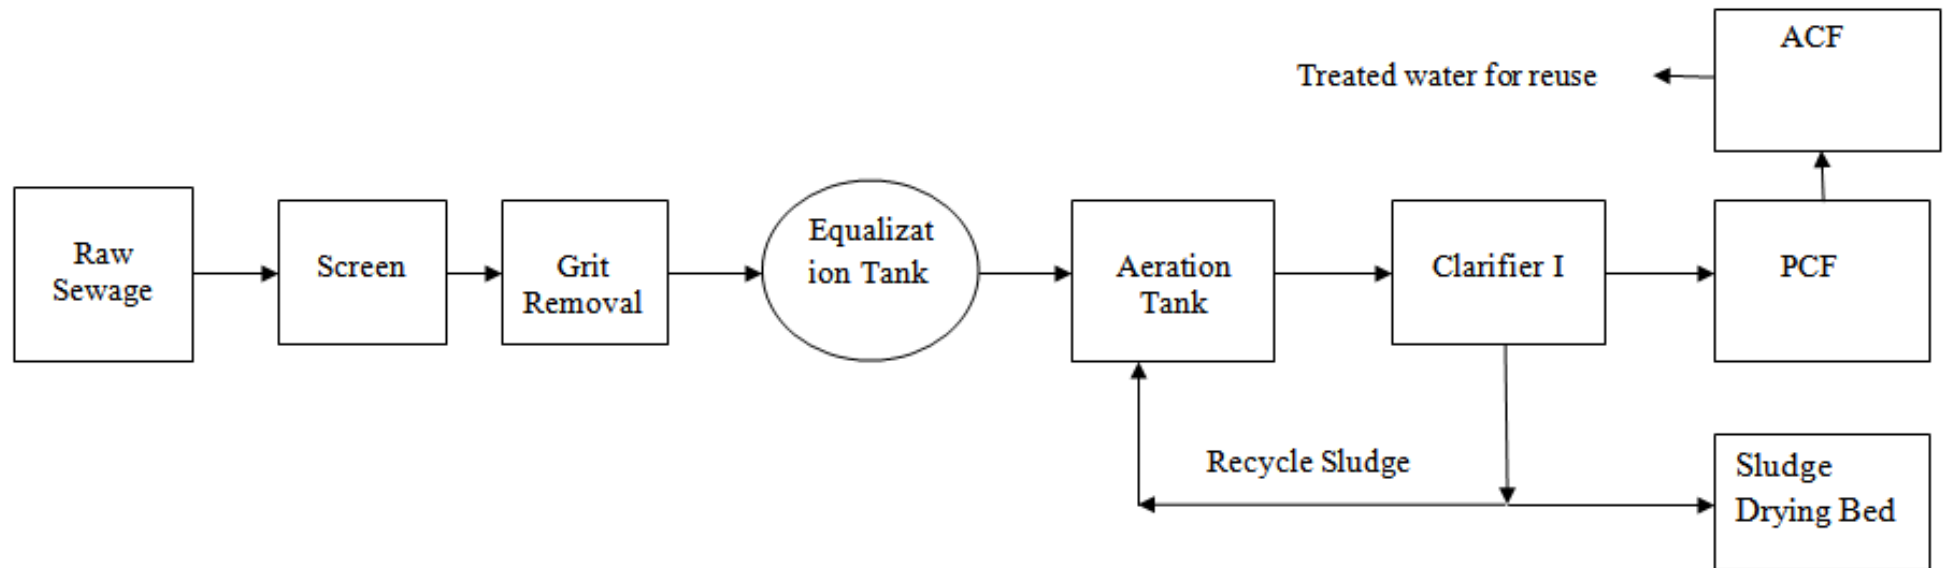 ACF
Treated water for reuse
Raw
Sewage
Screen
Grit
Removal
Equalizat
ion Tank
Aeration
Tank
Clarifier I
PCF
Recycle Sludge
Sludge
Drying Bed